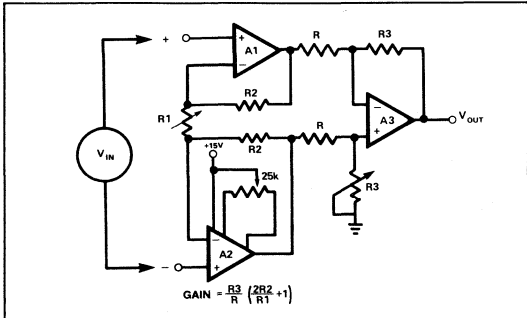 +
+
A1
−
R
R3
R2
R1
−
A3
+
VOUT
VIN
R2
+15V
R
25k
R3
−
A2
+
−
GAIN = R3/R (2R2/R1 +1)